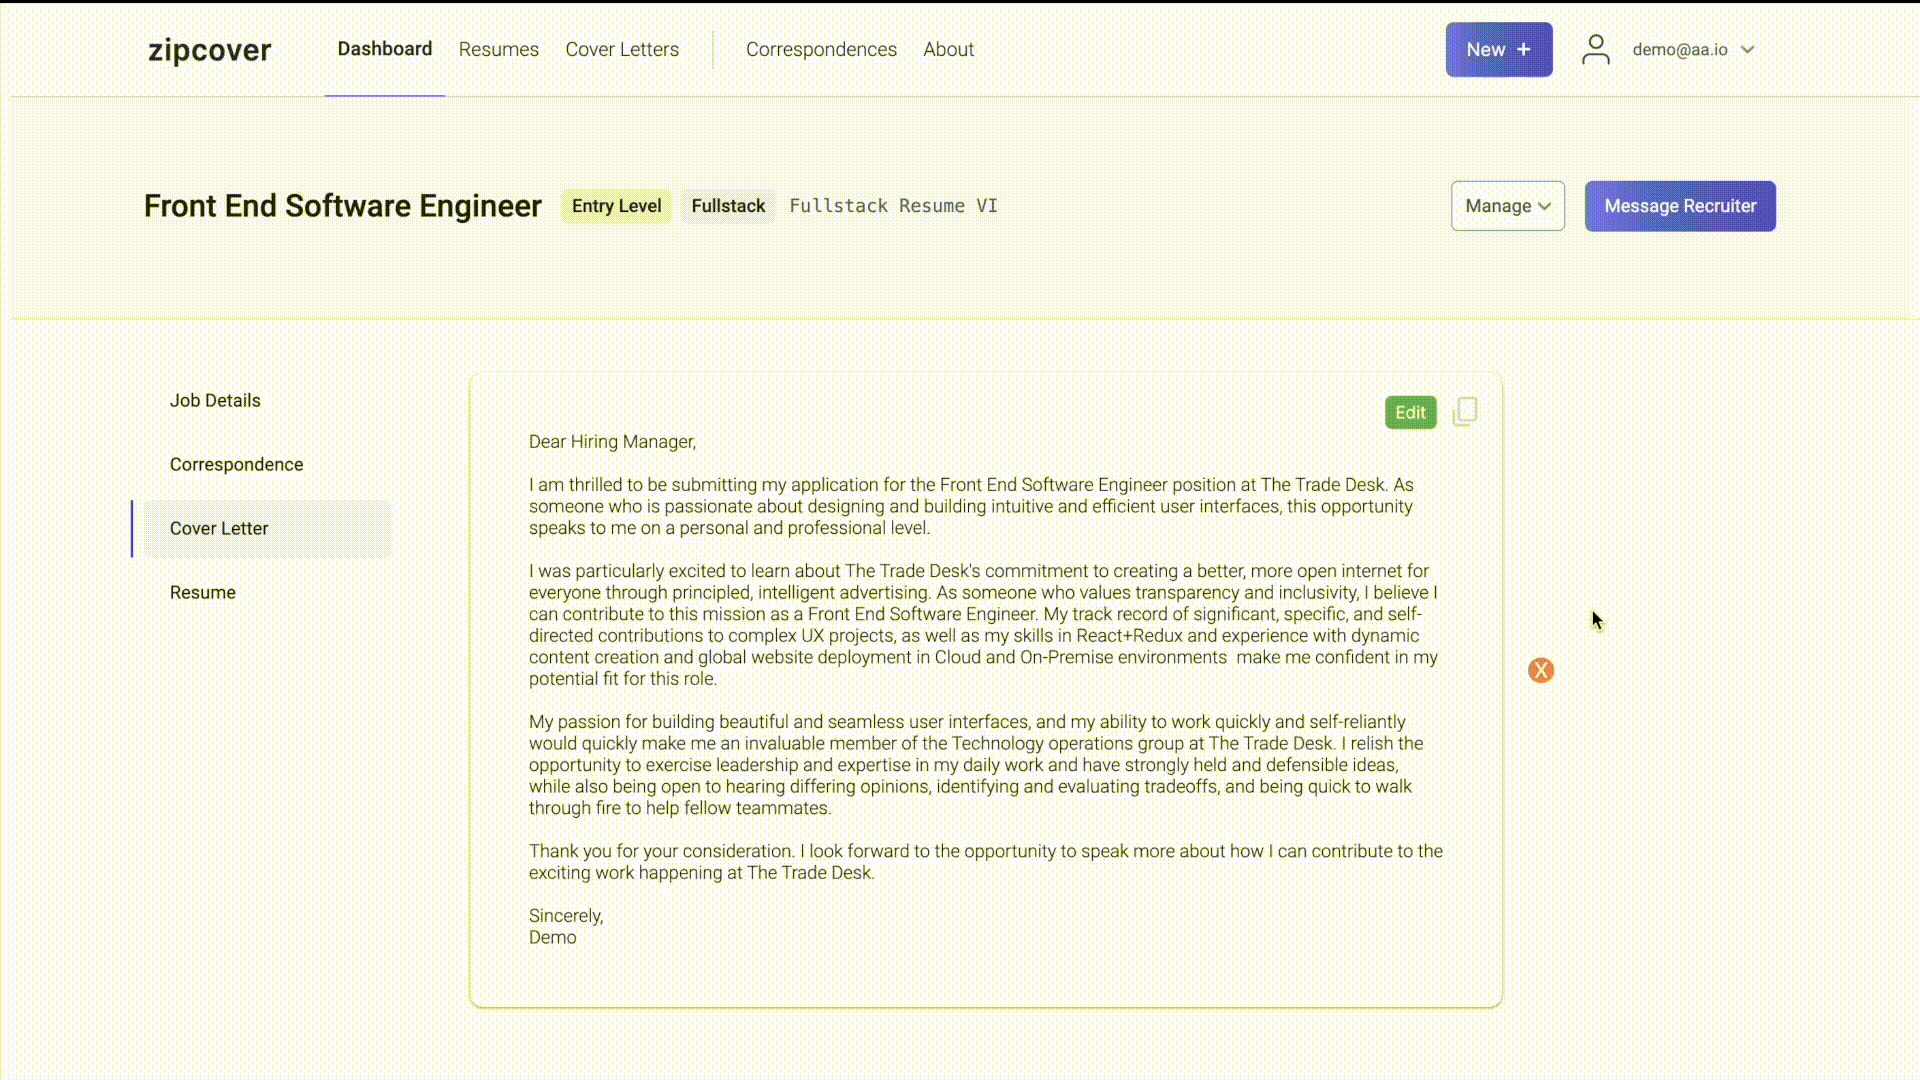 zipcover
Dashboard Resumes Cover Letters Correspondences About New + demo@aa.io
Front End Software Engineer Entry Level Fullstack Fullstack Resume VI Manage Message Recruiter
Job Details
Correspondence
Cover Letter
Resume
Edit
Dear Hiring Manager,
I am thrilled to be submitting my application for the Front End Software Engineer position at The Trade Desk. As
someone who is passionate about designing and building intuitive and efficient user interfaces, this opportunity
speaks to me on a personal and professional level.
I was particularly excited to learn about The Trade Desk's commitment to creating a better, more open internet for
everyone through principled, intelligent advertising. As someone who values transparency and inclusivity, I believe I
can contribute to this mission as a Front End Software Engineer. My track record of significant, specific, and self-
directed contributions to complex UX projects, as well as my skills in React+Redux and experience with dynamic
content creation and global website deployment in Cloud and On-Premise environments  make me confident in my
potential fit for this role.
My passion for building beautiful and seamless user interfaces, and my ability to work quickly and self-reliantly
would quickly make me an invaluable member of the Technology operations group at The Trade Desk. I relish the
opportunity to exercise leadership and expertise in my daily work and have strongly held and defensible ideas,
while also being open to hearing differing opinions, identifying and evaluating tradeoffs, and being quick to walk
through fire to help fellow teammates.
Thank you for your consideration. I look forward to the opportunity to speak more about how I can contribute to the
exciting work happening at The Trade Desk.
Sincerely,
Demo
X